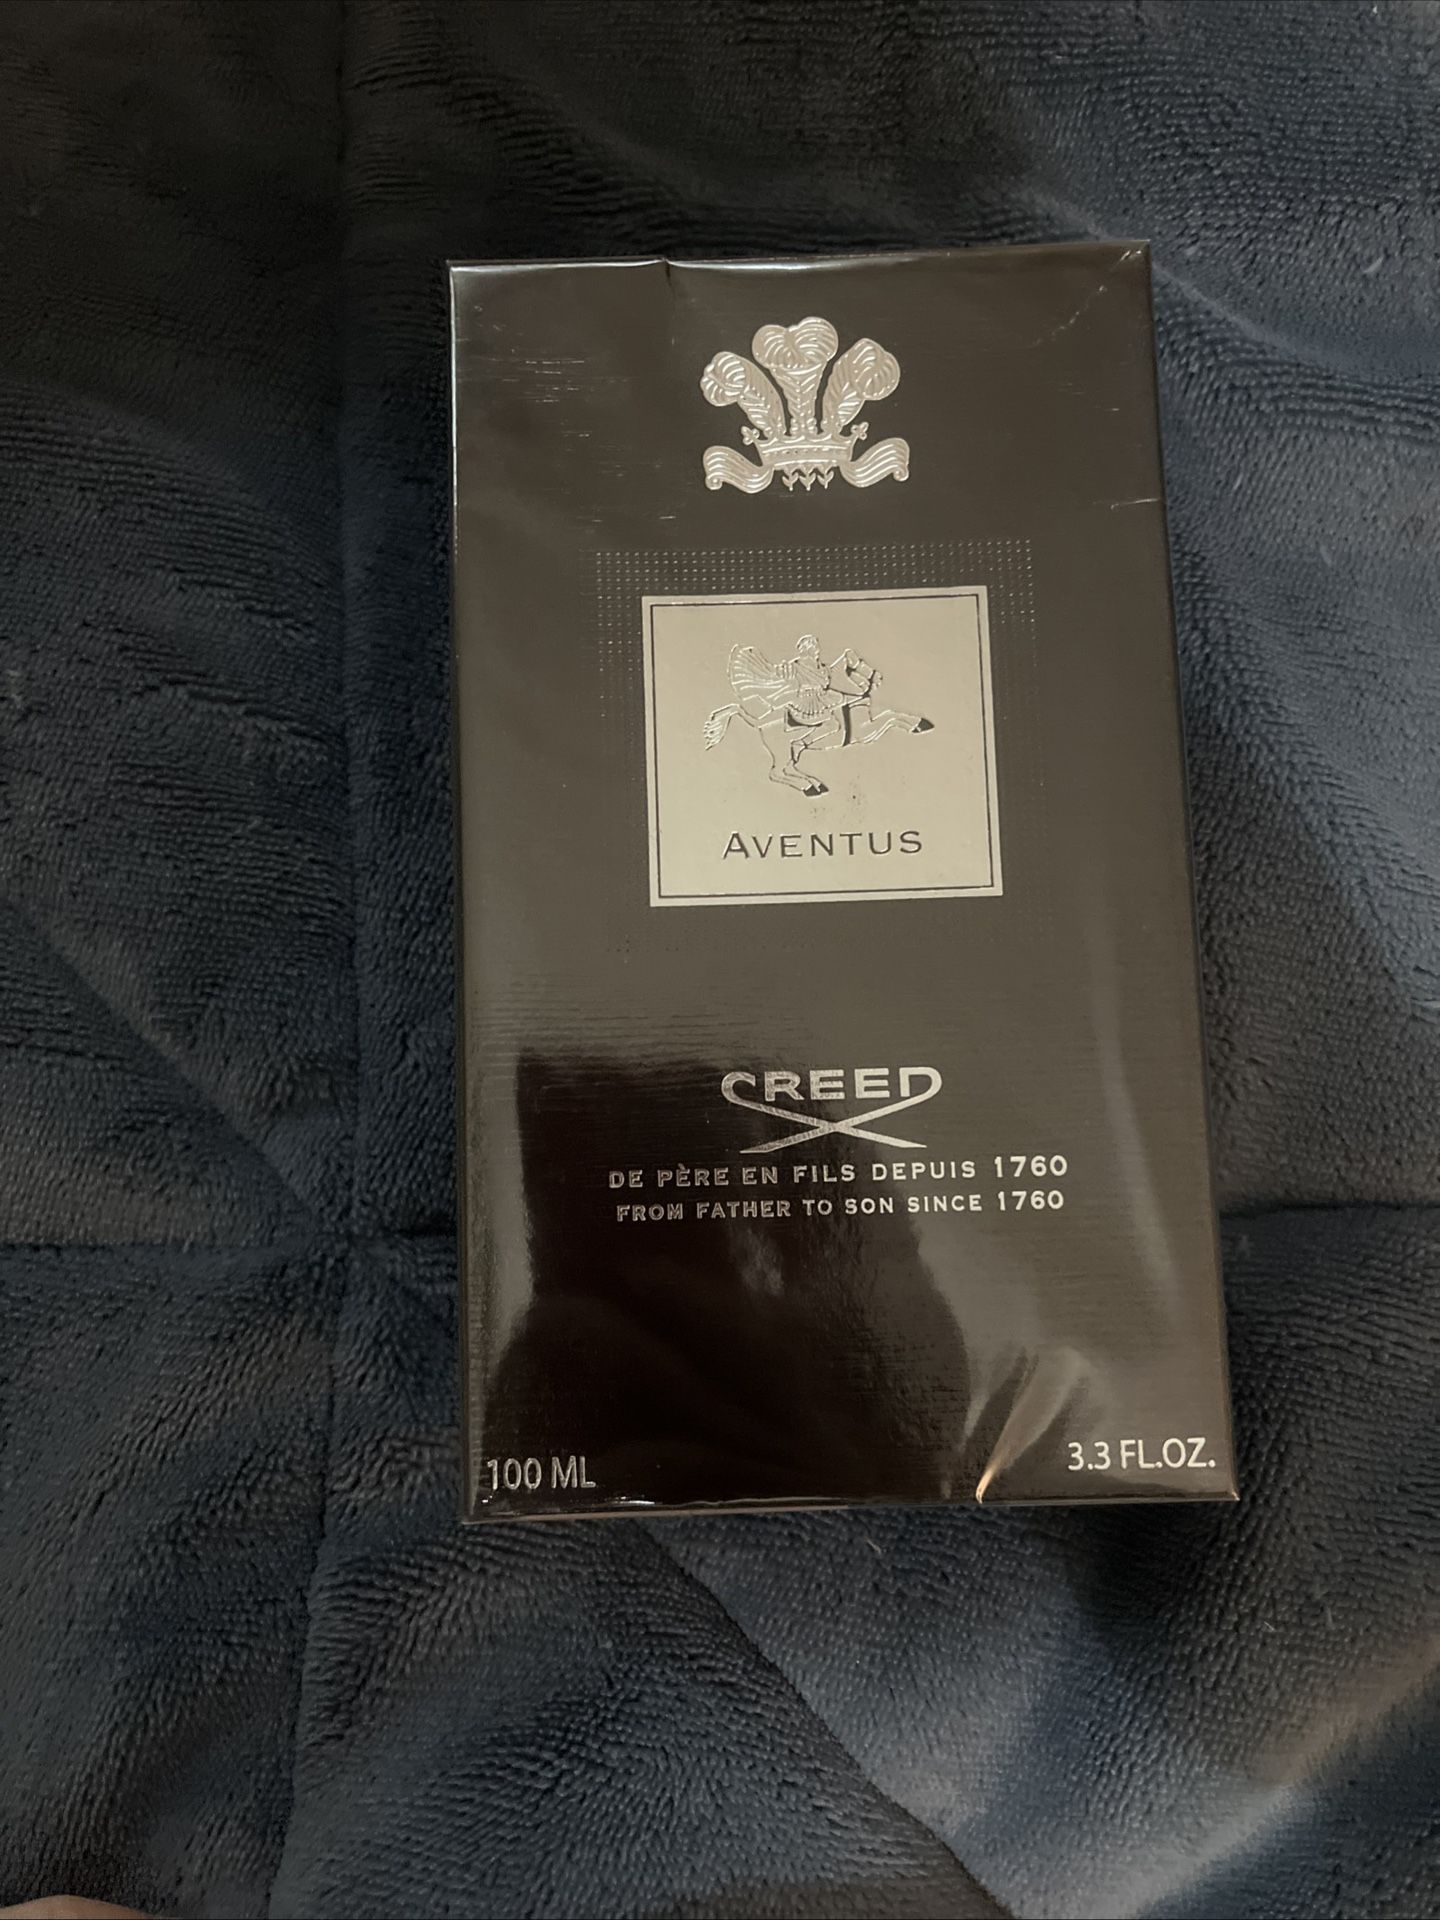 AVENTUS
CREED
DE PÈRE EN FILS DEPUIS 1760
FROM FATHER TO SON SINCE 1760
100 ML
3.3 FL.OZ.